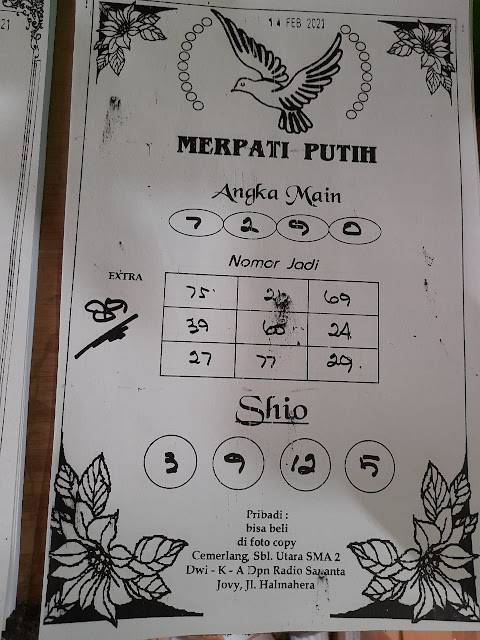 21
14 FEB 2021
MERPATI PUTIH
Angka Main
7 2 9 0
Nomor Jadi
EXTRA
75 69
39 60 24
27 77 29
Shio
3 9 12 5
Pribadi :
bisa beli
di foto copy
Cemerlang, Sbl. Utara SMA 2
Dwi - K - A Dpn Radio Sananta
Jovy, Jl. Halmahera